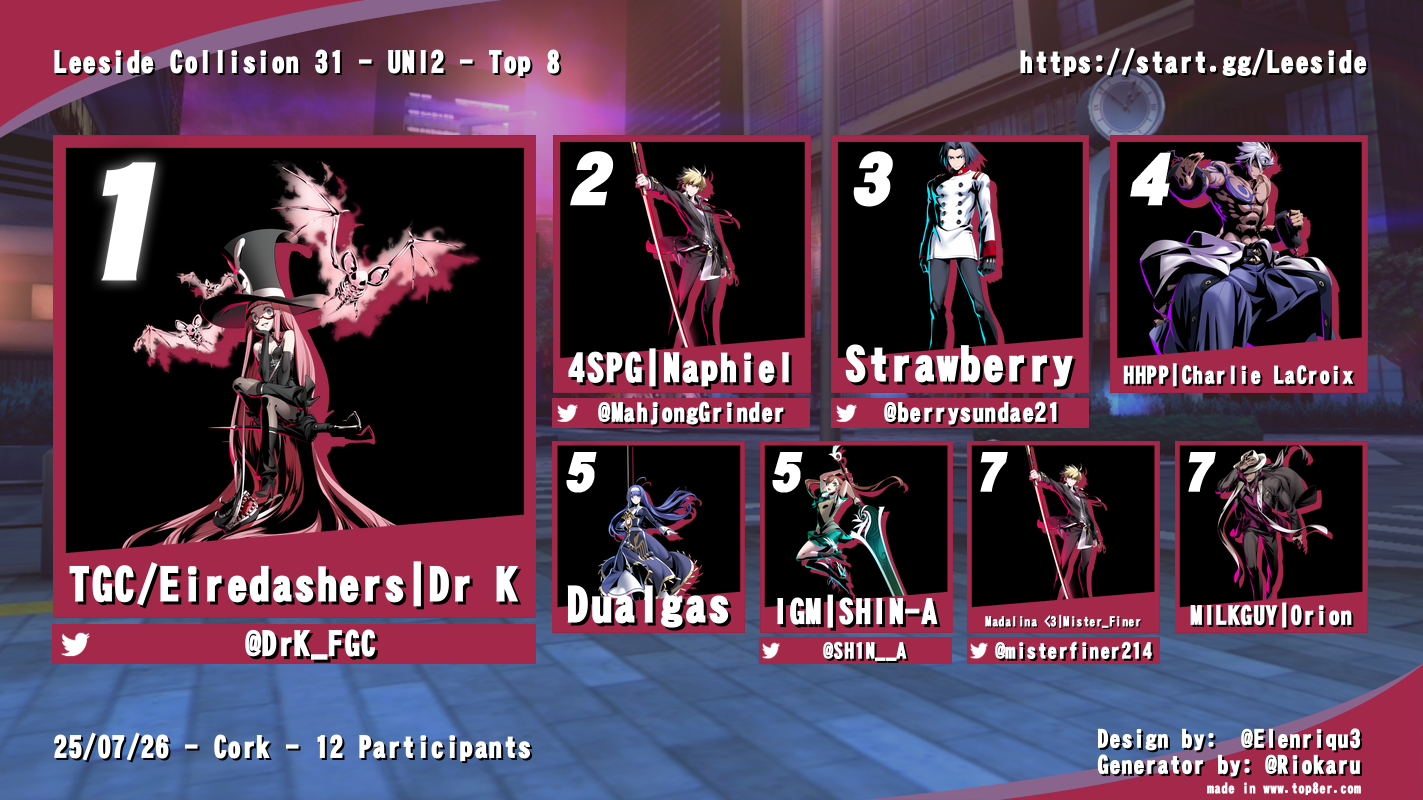 Leeside Collision 31 - UNI2 - Top 8
https://start.gg/Leeside
1
TGC/Eiredashers|Dr K
@DrK_FGC
2
4SPG|Naphiel
@MahjongGrinder
3
Strawberry
@berrysundae21
4
HHPP|Charlie LaCroix
5
Dualgas
5
IGM|SHIN-A
@SH1N__A
7
Madalina <3|Mister_Finer
@misterfiner214
7
MILKGUY|Orion
25/07/26 - Cork - 12 Participants
Design by: @Elenriqu3
Generator by: @Riokaru
made in www.top8er.com